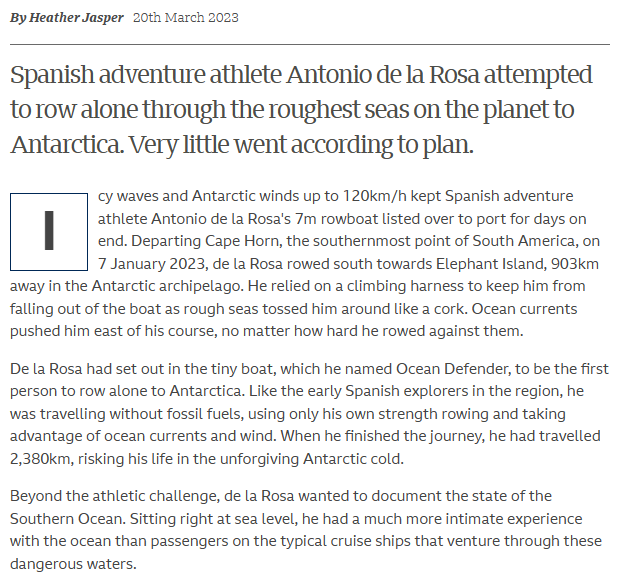 By Heather Jasper 20th March 2023
Spanish adventure athlete Antonio de la Rosa attempted
to row alone through the roughest seas on the planet to
Antarctica. Very little went according to plan.
Icy waves and Antarctic winds up to 120km/h kept Spanish adventure
athlete Antonio de la Rosa's 7m rowboat listed over to port for days on
end. Departing Cape Horn, the southernmost point of South America, on
7 January 2023, de la Rosa rowed south towards Elephant Island, 903km
away in the Antarctic archipelago. He relied on a climbing harness to keep him from
falling out of the boat as rough seas tossed him around like a cork. Ocean currents
pushed him east of his course, no matter how hard he rowed against them.
De la Rosa had set out in the tiny boat, which he named Ocean Defender, to be the first
person to row alone to Antarctica. Like the early Spanish explorers in the region, he
was travelling without fossil fuels, using only his own strength rowing and taking
advantage of ocean currents and wind. When he finished the journey, he had travelled
2,380km, risking his life in the unforgiving Antarctic cold.
Beyond the athletic challenge, de la Rosa wanted to document the state of the
Southern Ocean. Sitting right at sea level, he had a much more intimate experience
with the ocean than passengers on the typical cruise ships that venture through these
dangerous waters.